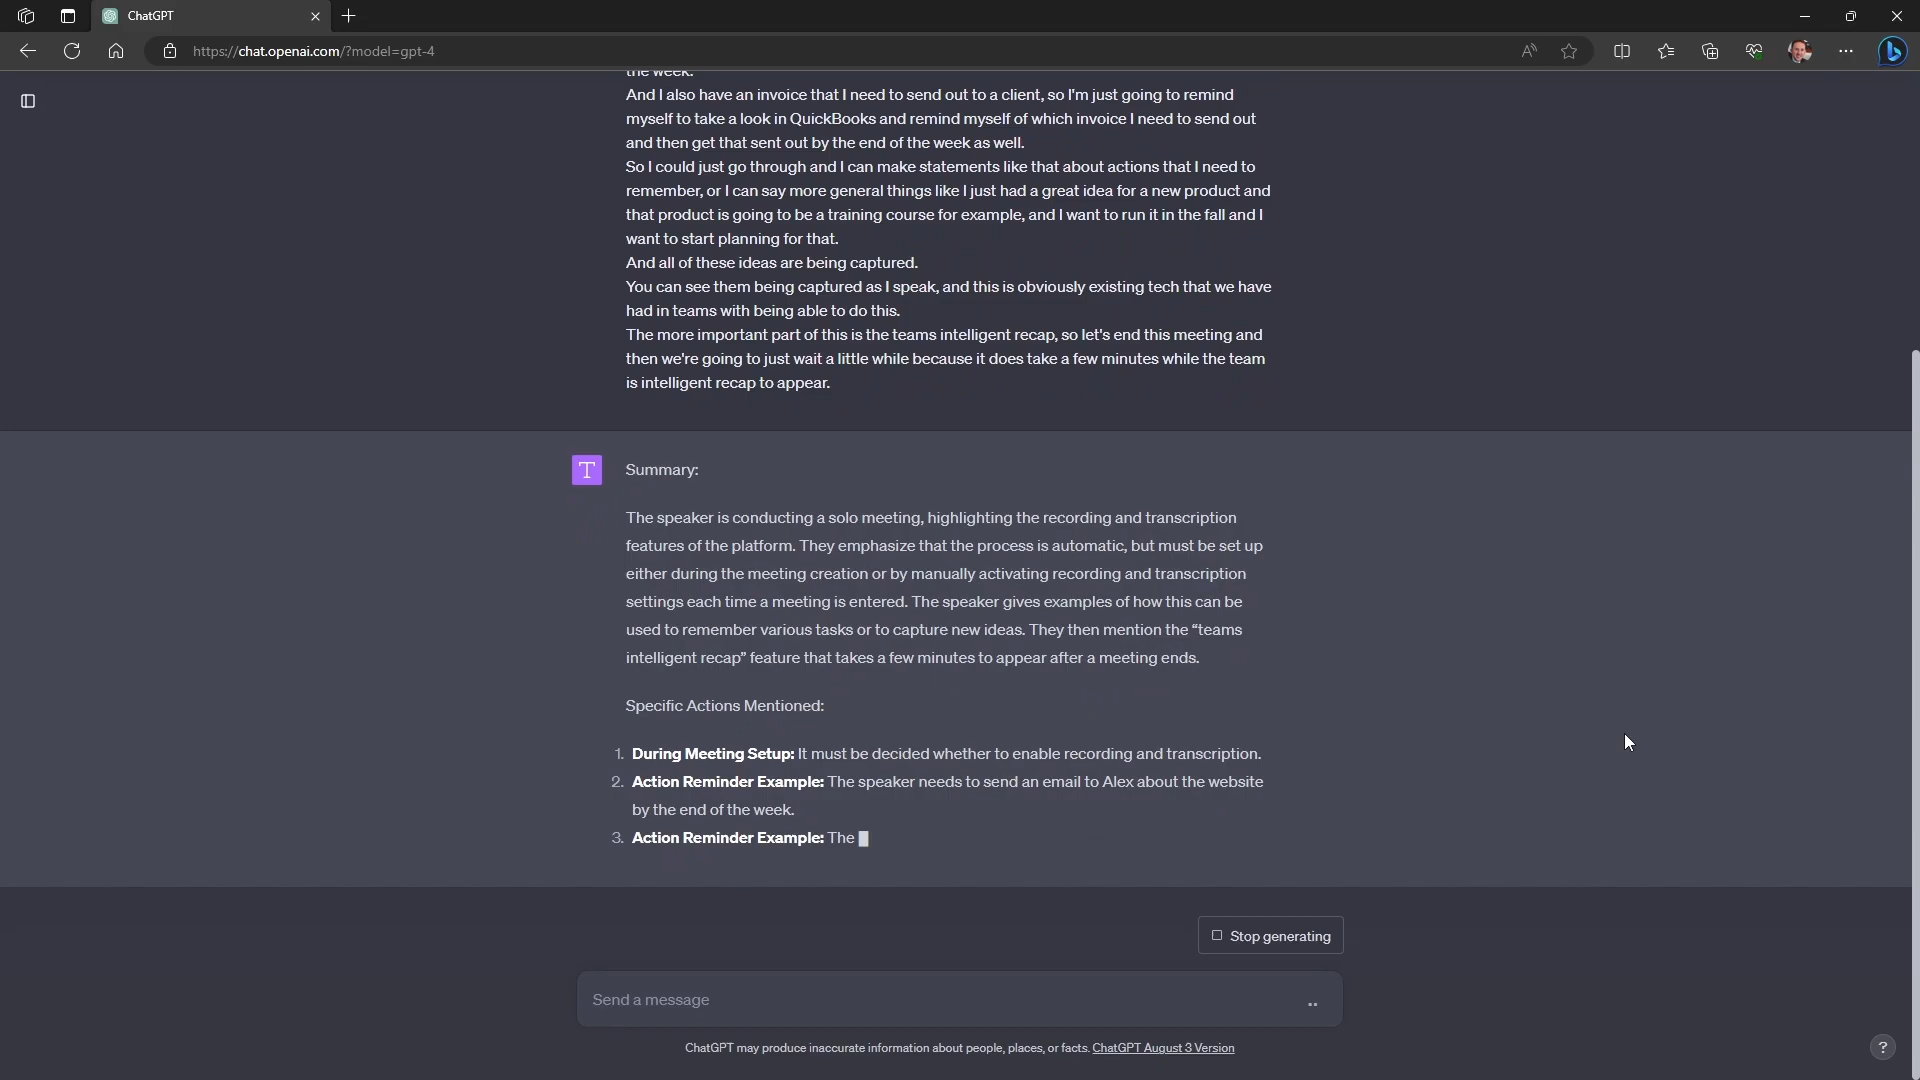 ChatGPT
https://chat.openai.com/?model=gpt-4
the week.
And I also have an invoice that I need to send out to a client, so I'm just going to remind
myself to take a look in QuickBooks and remind myself of which invoice I need to send out
and then get that sent out by the end of the week as well.
So I could just go through and I can make statements like that about actions that I need to
remember, or I can say more general things like I just had a great idea for a new product and
that product is going to be a training course for example, and I want to run it in the fall and I
want to start planning for that.
And all of these ideas are being captured.
You can see them being captured as I speak, and this is obviously existing tech that we have
had in teams with being able to do this.
The more important part of this is the teams intelligent recap, so let's end this meeting and
then we're going to just wait a little while because it does take a few minutes while the team
is intelligent recap to appear.
T
Summary:
The speaker is conducting a solo meeting, highlighting the recording and transcription
features of the platform. They emphasize that the process is automatic, but must be set up
either during the meeting creation or by manually activating recording and transcription
settings each time a meeting is entered. The speaker gives examples of how this can be
used to remember various tasks or to capture new ideas. They then mention the “teams
intelligent recap” feature that takes a few minutes to appear after a meeting ends.
Specific Actions Mentioned:
1. During Meeting Setup: It must be decided whether to enable recording and transcription.
2. Action Reminder Example: The speaker needs to send an email to Alex about the website
by the end of the week.
3. Action Reminder Example: The
Stop generating
Send a message
ChatGPT may produce inaccurate information about people, places, or facts. ChatGPT August 3 Version
?